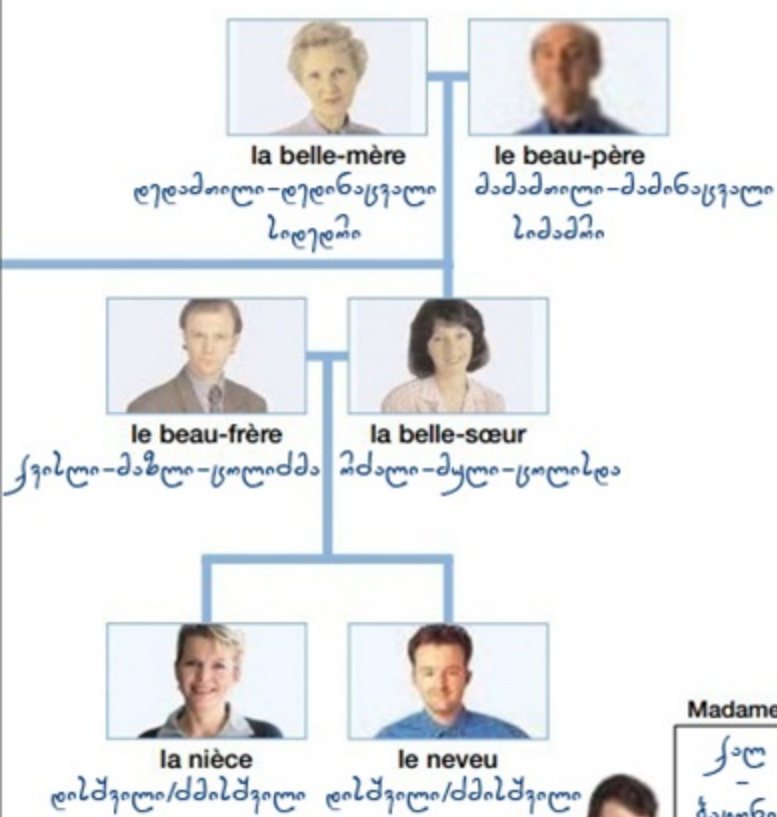 la belle-mère
le beau-père
დედამთილი-დედინაცვალი
მამამთილი-მამინაცვალი
სიდედრი
სიმამრი
le beau-frère
la belle-sœur
ქვისლი-მაზლი-ცოლიძმა
რძალი-მული-ცოლისდა
la nièce
le neveu
დისშვილი/ძმისშვილი
დისშვილი/ძმისშვილი
Madame
ქალ
-